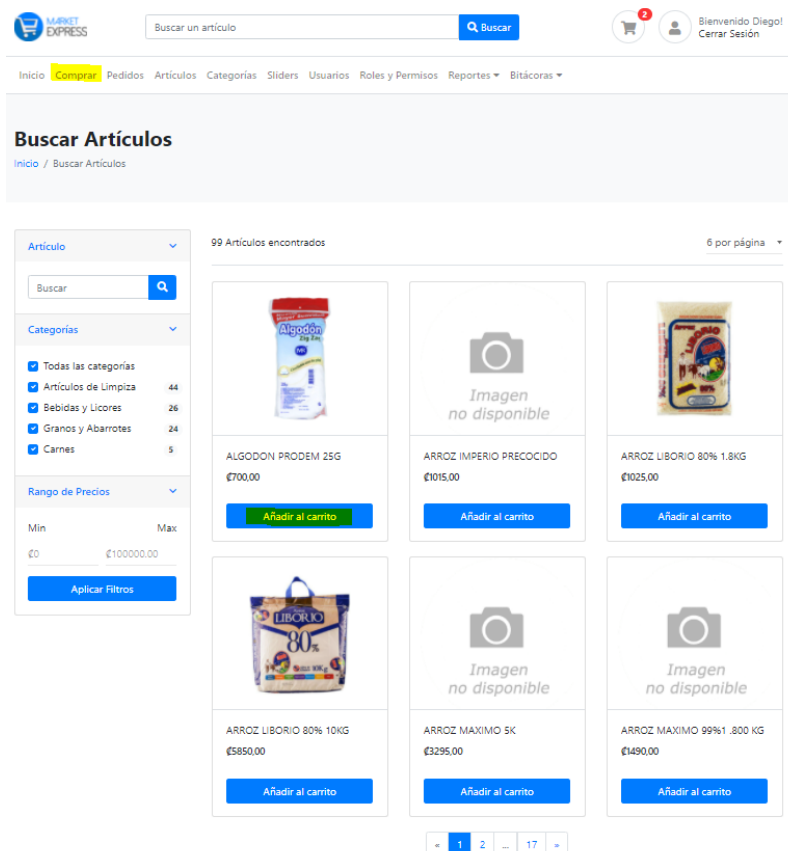 MARKET
EXPRESS
Buscar un artículo
Buscar
2
Bienvenido Diego!
Cerrar Sesión
Inicio Comprar Pedidos Artículos Categorías Sliders Usuarios Roles y Permisos Reportes Bitácoras
Buscar Artículos
Inicio / Buscar Artículos
Artículo
Buscar
Categorías
Todas las categorías
Artículos de Limpiza 44
Bebidas y Licores 26
Granos y Abarrotes 24
Carnes 5
Rango de Precios
Min Max
₡0 ₡100000.00
Aplicar Filtros
99 Artículos encontrados
6 por página
Algodón
Zig Zag
MK
ALGODON PRODEM 25G
₡700,00
Añadir al carrito
Imagen
no disponible
ARROZ IMPERIO PRECOCIDO
₡1015,00
Añadir al carrito
Arroz
LIBORIO
80%
ARROZ LIBORIO 80% 1.8KG
₡1025,00
Añadir al carrito
LIBORIO
80%
10Kg
ARROZ LIBORIO 80% 10KG
₡5850,00
Añadir al carrito
Imagen
no disponible
ARROZ MAXIMO 5K
₡3295,00
Añadir al carrito
Imagen
no disponible
ARROZ MAXIMO 99%1 .800 KG
₡1490,00
Añadir al carrito
« 1 2 ... 17 »